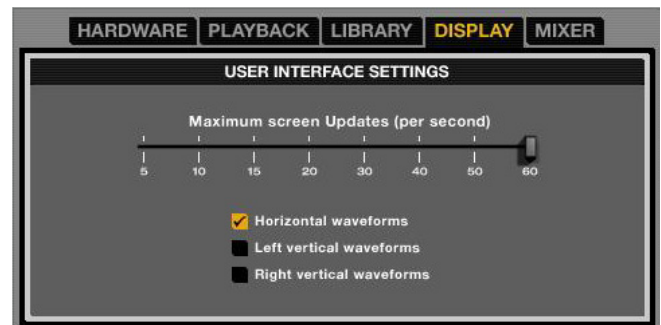 HARDWARE PLAYBACK LIBRARY DISPLAY MIXER
USER INTERFACE SETTINGS
Maximum screen Updates (per second)
5 10 15 20 30 40 50 60
Horizontal waveforms
Left vertical waveforms
Right vertical waveforms